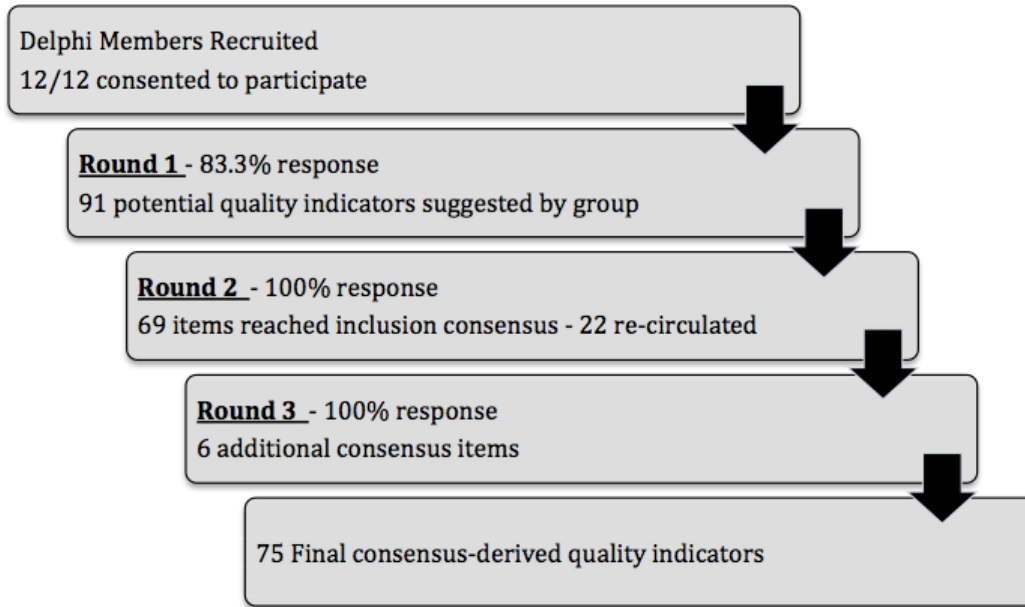 Delphi Members Recruited
12/12 consented to participate
Round 1 - 83.3% response
91 potential quality indicators suggested by group
Round 2 - 100% response
69 items reached inclusion consensus - 22 re-circulated
Round 3 - 100% response
6 additional consensus items
75 Final consensus-derived quality indicators